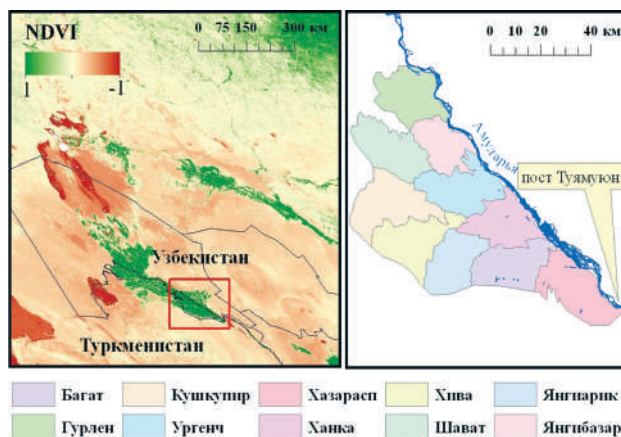 NDVI
0 75 150 300 км
1 -1
Узбекистан
Туркменистан
0 10 20 40 км
Амударья
пост Туямуюн
Багат Кушкупир Хазарасп Хива Янгиарик
Гурлен Ургенч Ханка Шават Янгибазар